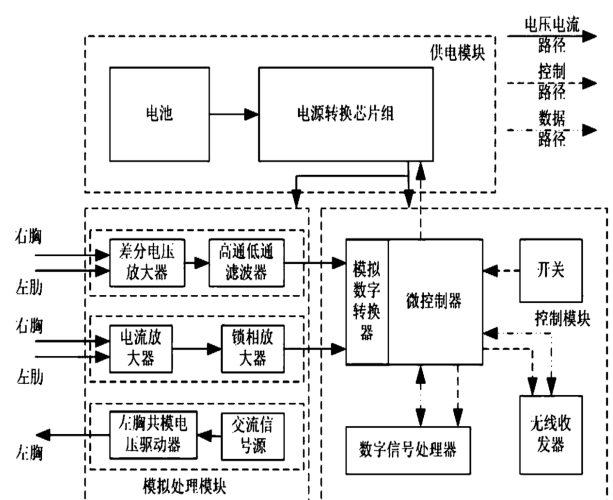 供电模块
电压电流
路径
控制
路径
数据
路径
电池
电源转换芯片组
右胸
左肋
差分电压
放大器
高通低通
滤波器
右胸
左肋
电流放
大器
锁相放
大器
左胸
左胸共模电
压驱动器
交流信
号源
模拟处理模块
模拟
数字
转换
器
微控制器
开关
控制模块
数字信号处理器
无线收
发器